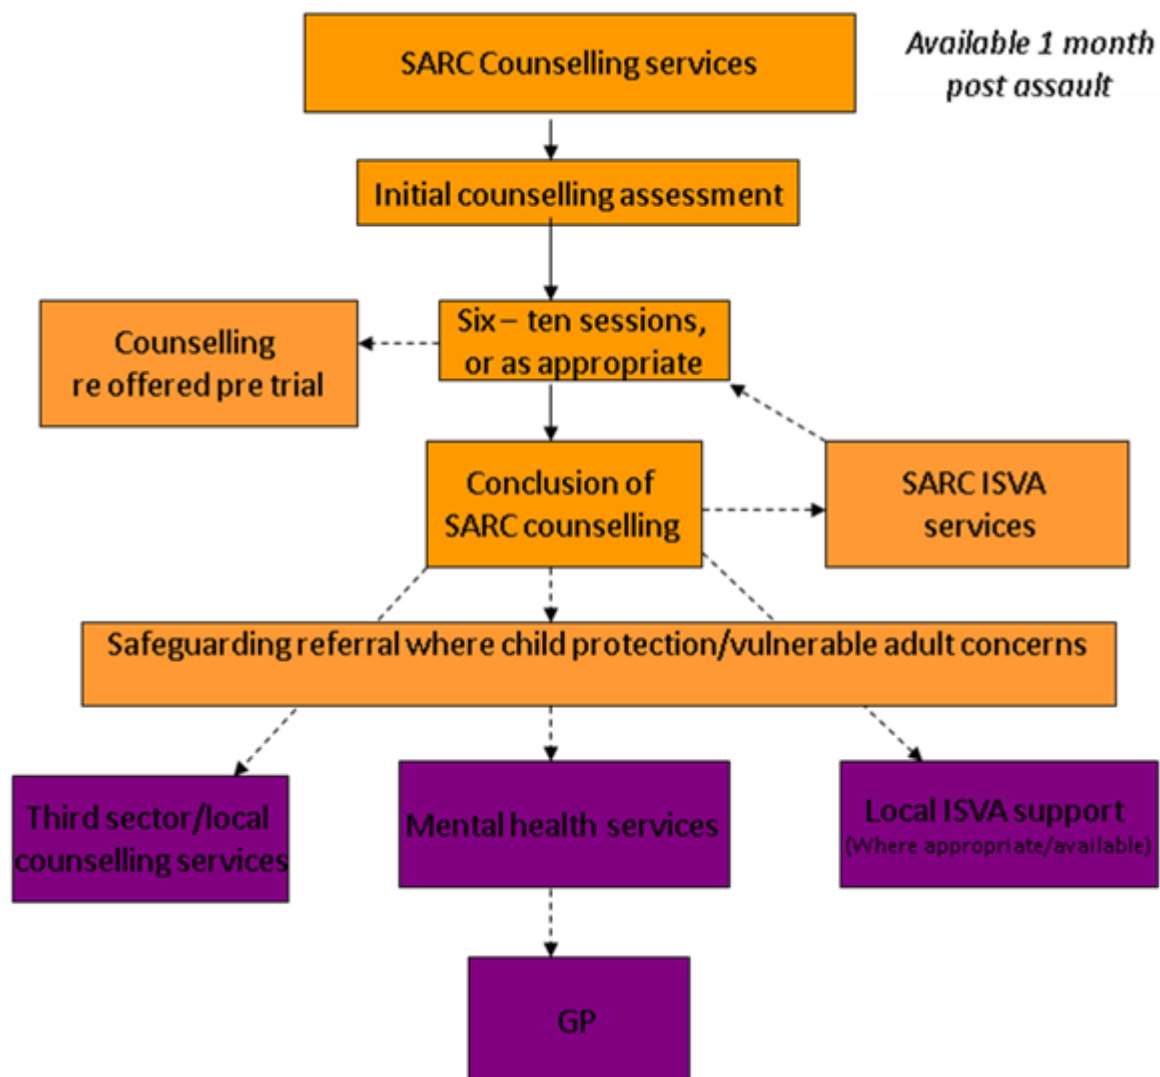 SARC Counselling services
Available 1 month
post assault
Initial counselling assessment
Counselling
re offered pre trial
Six – ten sessions,
or as appropriate
Conclusion of
SARC counselling
SARC ISVA
services
Safeguarding referral where child protection/vulnerable adult concerns
Third sector/local
counselling services
Mental health services
Local ISVA support
(Where appropriate/available)
GP